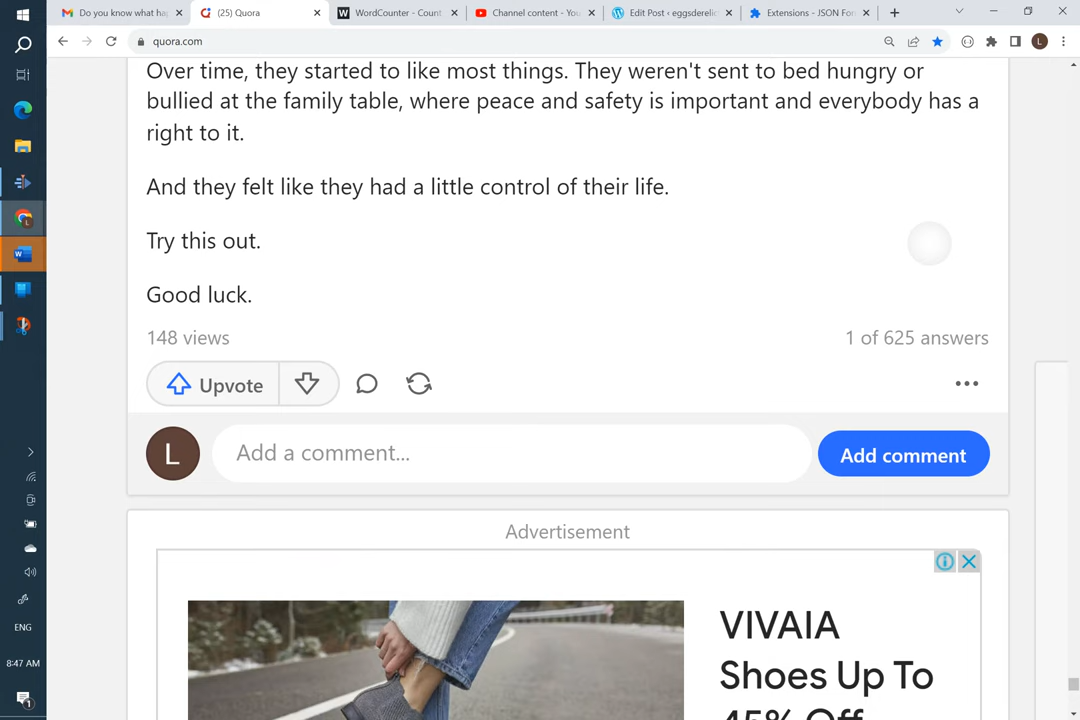 Do you know what ha
(25) Quora
WordCounter - Count
Channel content - You
Edit Post ‹ eggsdereli
Extensions - JSON For
quora.com
L
Over time, they started to like most things. They weren't sent to bed hungry or
bullied at the family table, where peace and safety is important and everybody has a
right to it.
And they felt like they had a little control of their life.
Try this out.
Good luck.
148 views
1 of 625 answers
Upvote
L
Add a comment...
Add comment
Advertisement
VIVAIA
Shoes Up To
45% Off
ENG
8:47 AM
1